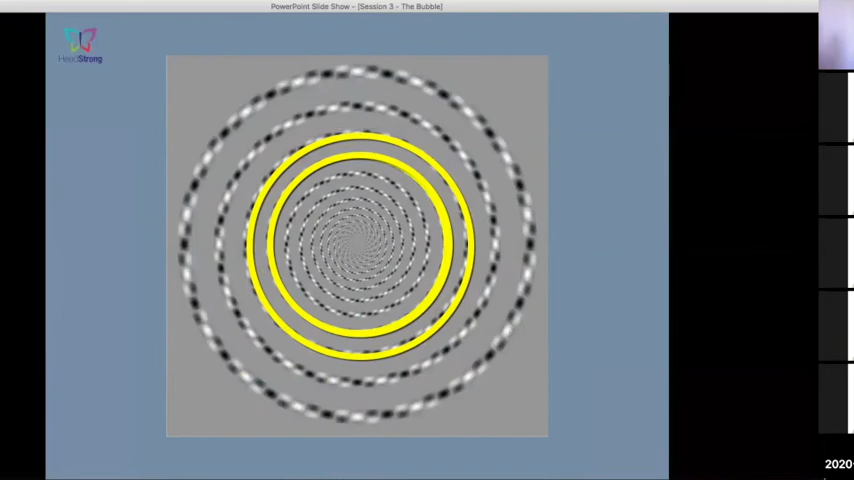 PowerPoint Slide Show - [Session 3 - The Bubble]
HeadStrong
2020-